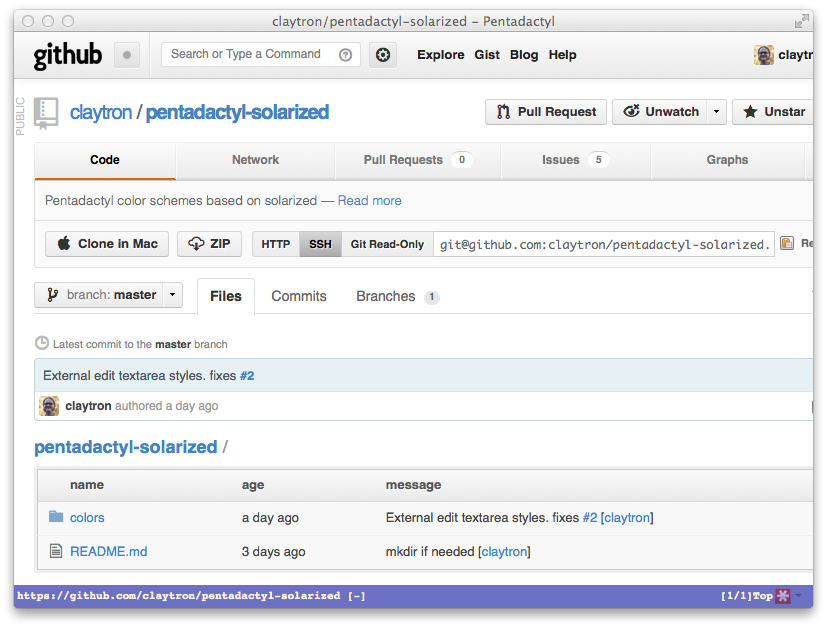 claytron/pentadactyl-solarized – Pentadactyl
github Search or Type a Command Explore Gist Blog Help claytr
PUBLIC
claytron / pentadactyl-solarized Pull Request Unwatch Unstar
Code Network Pull Requests 0 Issues 5 Graphs
Pentadactyl color schemes based on solarized — Read more
Clone in Mac ZIP HTTP SSH Git Read-Only git@github.com:claytron/pentadactyl-solarized. Re
branch: master Files Commits Branches 1
Latest commit to the master branch
External edit textarea styles. fixes #2
claytron authored a day ago
pentadactyl-solarized /
name age message
colors a day ago External edit textarea styles. fixes #2 [claytron]
README.md 3 days ago mkdir if needed [claytron]
https://github.com/claytron/pentadactyl-solarized [-] [1/1]Top